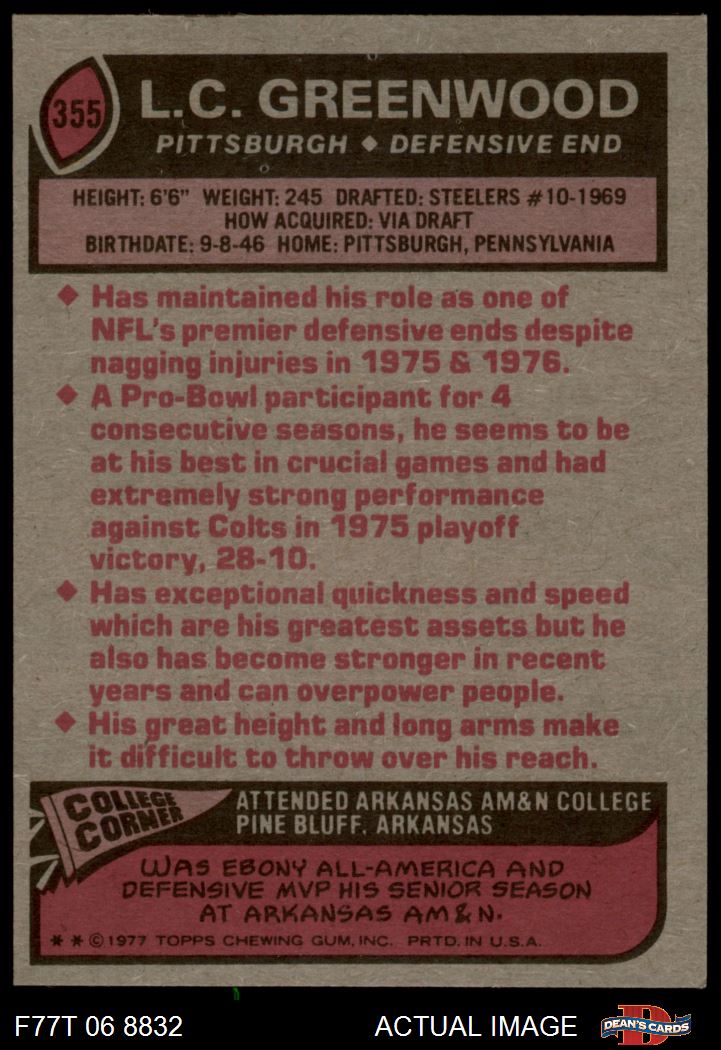 355
L.C. GREENWOOD
PITTSBURGH ◆ DEFENSIVE END
HEIGHT: 6'6" WEIGHT: 245 DRAFTED: STEELERS #10-1969
HOW ACQUIRED: VIA DRAFT
BIRTHDATE: 9-8-46 HOME: PITTSBURGH, PENNSYLVANIA
◆ Has maintained his role as one of
NFL's premier defensive ends despite
nagging injuries in 1975 & 1976.
◆ A Pro-Bowl participant for 4
consecutive seasons, he seems to be
at his best in crucial games and had
extremely strong performance
against Colts in 1975 playoff
victory, 28-10.
◆ Has exceptional quickness and speed
which are his greatest assets but he
also has become stronger in recent
years and can overpower people.
◆ His great height and long arms make
it difficult to throw over his reach.
COLLEGE
CORNER
ATTENDED ARKANSAS AM&N COLLEGE
PINE BLUFF, ARKANSAS
WAS EBONY ALL-AMERICA AND
DEFENSIVE MVP HIS SENIOR SEASON
AT ARKANSAS AM&N.
* * © 1977 TOPPS CHEWING GUM, INC. PRTD. IN U.S.A.
F77T 06 8832 ACTUAL IMAGE
D
DEAN'S CARDS